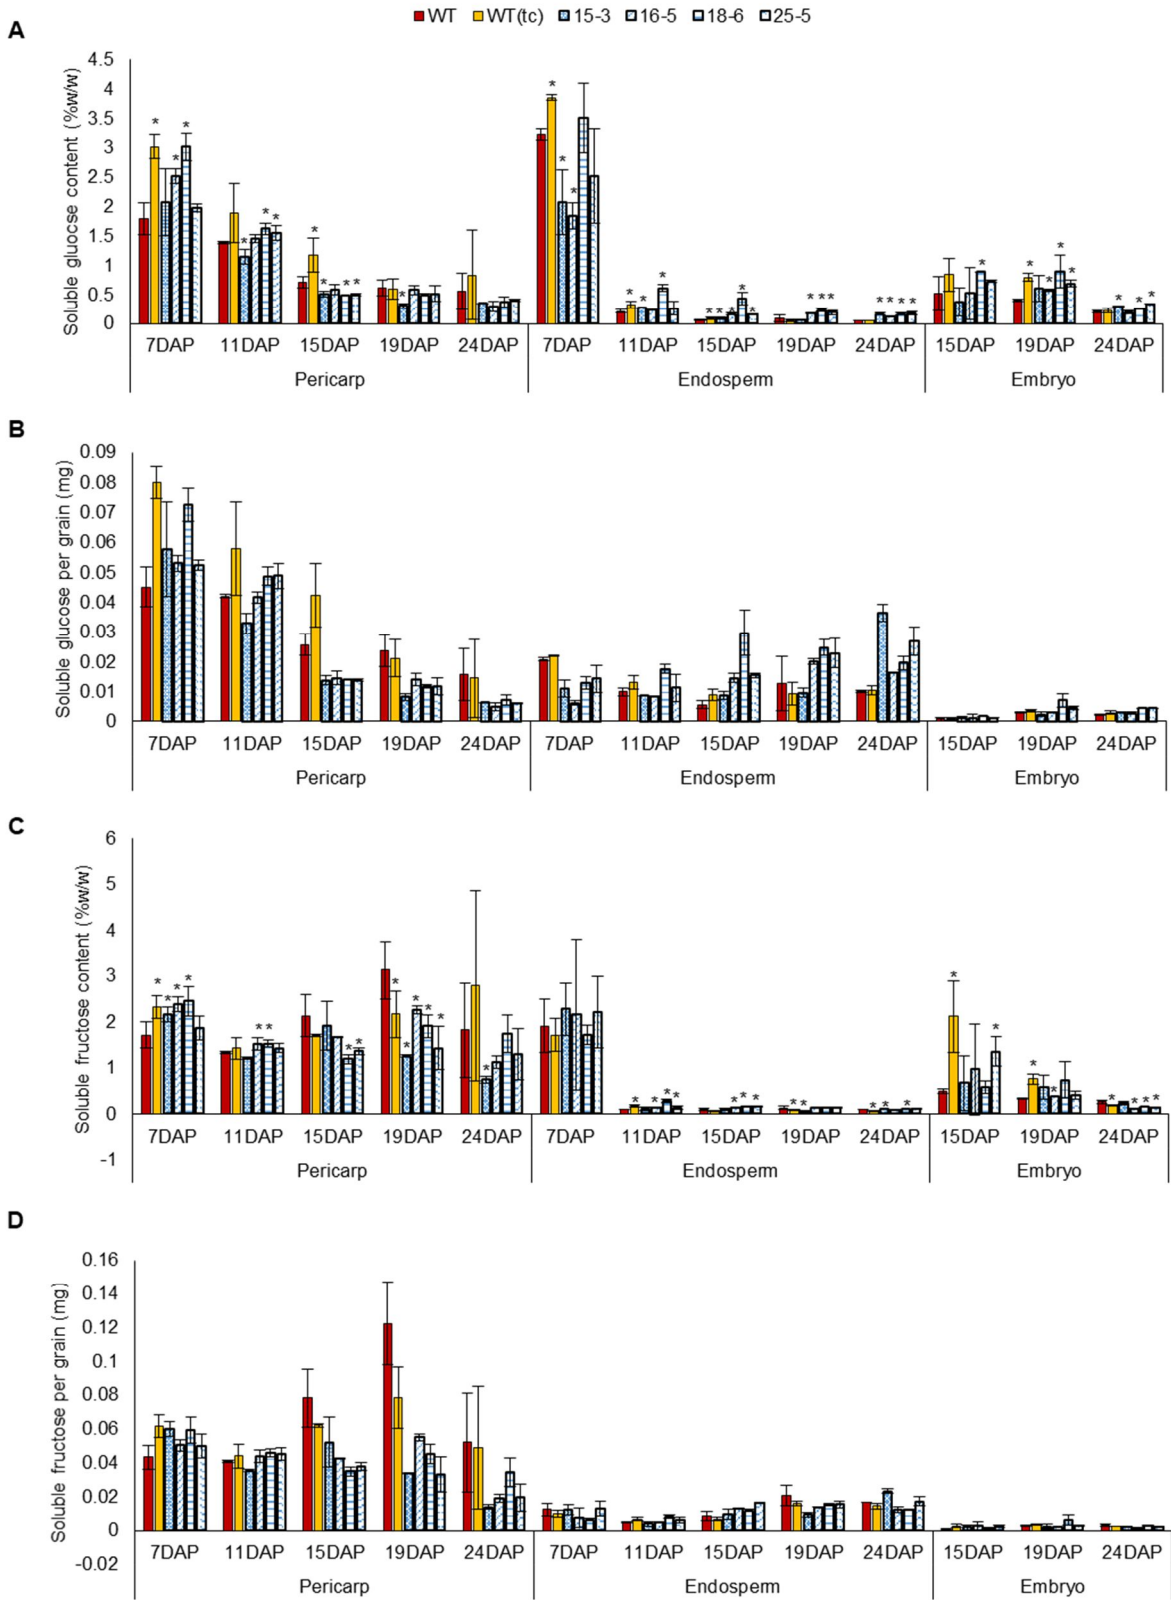 WT WT(tc) 15-3 16-5 18-6 25-5
A
Soluble gluocse content (%w/w)
4.5
4
3.5
3
2.5
2
1.5
1
0.5
0
7DAP 11DAP 15DAP 19DAP 24DAP 7DAP 11DAP 15DAP 19DAP 24DAP 15DAP 19DAP 24DAP
Pericarp Endosperm Embryo
B
Soluble glucose per grain (mg)
0.09
0.08
0.07
0.06
0.05
0.04
0.03
0.02
0.01
0
7DAP 11DAP 15DAP 19DAP 24DAP 7DAP 11DAP 15DAP 19DAP 24DAP 15DAP 19DAP 24DAP
Pericarp Endosperm Embryo
C
Soluble fructose content (%w/w)
6
5
4
3
2
1
0
-1
7DAP 11DAP 15DAP 19DAP 24DAP 7DAP 11DAP 15DAP 19DAP 24DAP 15DAP 19DAP 24DAP
Pericarp Endosperm Embryo
D
Soluble fructose per grain (mg)
0.16
0.14
0.12
0.1
0.08
0.06
0.04
0.02
0
-0.02
7DAP 11DAP 15DAP 19DAP 24DAP 7DAP 11DAP 15DAP 19DAP 24DAP 15DAP 19DAP 24DAP
Pericarp Endosperm Embryo